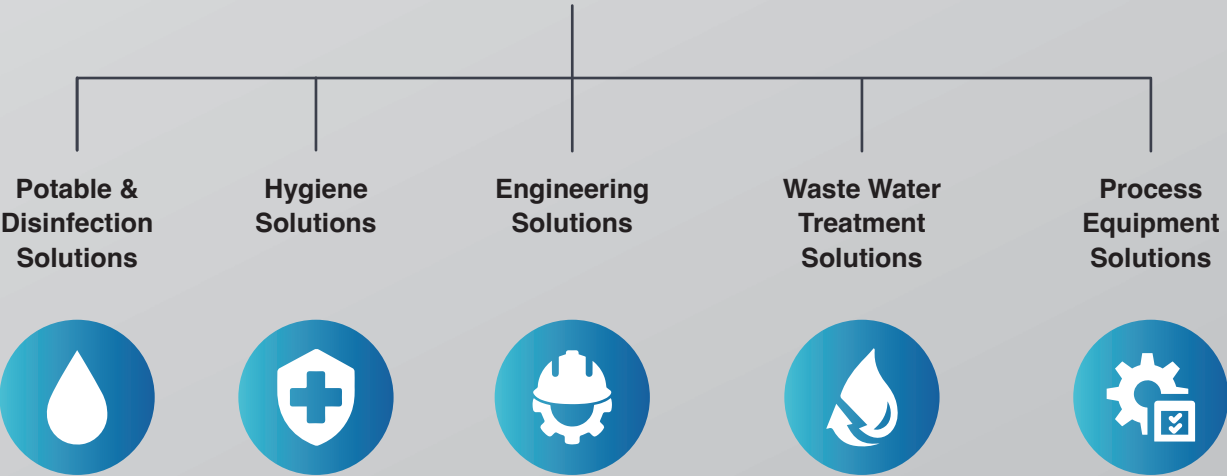 Potable &
Disinfection
Solutions
Hygiene
Solutions
Engineering
Solutions
Waste Water
Treatment
Solutions
Process
Equipment
Solutions